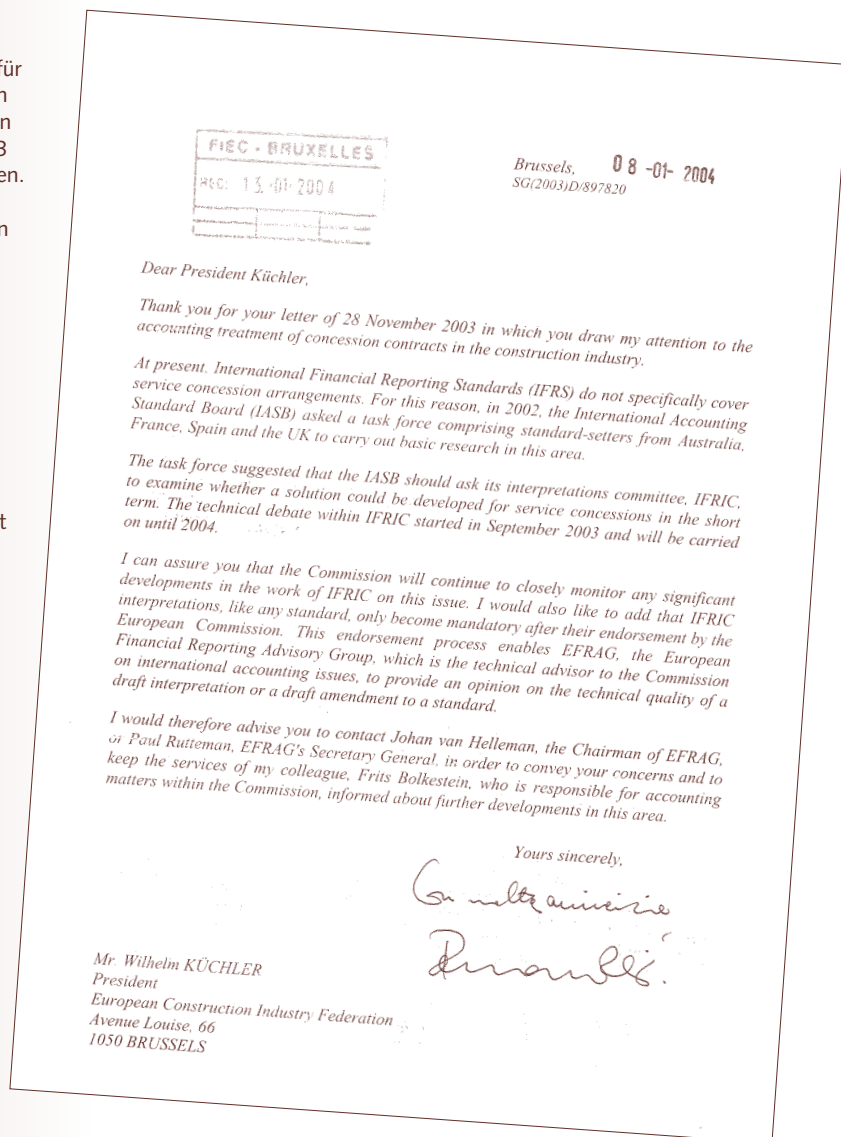 für
n
n
3
en.
n
t
FIEC - BRUXELLES
REC: 13 -01- 2004
Brussels, 08 -01- 2004
SG(2003)D/897820
Dear President Küchler,
Thank you for your letter of 28 November 2003 in which you draw my attention to the
accounting treatment of concession contracts in the construction industry.
At present. International Financial Reporting Standards (IFRS) do not specifically cover
service concession arrangements. For this reason, in 2002, the International Accounting
Standard Board (IASB) asked a task force comprising standard-setters from Australia,
France, Spain and the UK to carry out basic research in this area.
The task force suggested that the IASB should ask its interpretations committee, IFRIC,
to examine whether a solution could be developed for service concessions in the short
term. The technical debate within IFRIC started in September 2003 and will be carried
on until 2004.
I can assure you that the Commission will continue to closely monitor any significant
developments in the work of IFRIC on this issue. I would also like to add that IFRIC
interpretations, like any standard, only become mandatory after their endorsement by the
European Commission. This endorsement process enables EFRAG, the European
Financial Reporting Advisory Group, which is the technical advisor to the Commission
on international accounting issues, to provide an opinion on the technical quality of a
draft interpretation or a draft amendment to a standard.
I would therefore advise you to contact Johan van Helleman, the Chairman of EFRAG,
or Paul Rutteman, EFRAG's Secretary General, in order to convey your concerns and to
keep the services of my colleague, Frits Bolkestein, who is responsible for accounting
matters within the Commission, informed about further developments in this area.
Yours sincerely,
Mr. Wilhelm KÜCHLER
President
European Construction Industry Federation
Avenue Louise, 66
1050 BRUSSELS